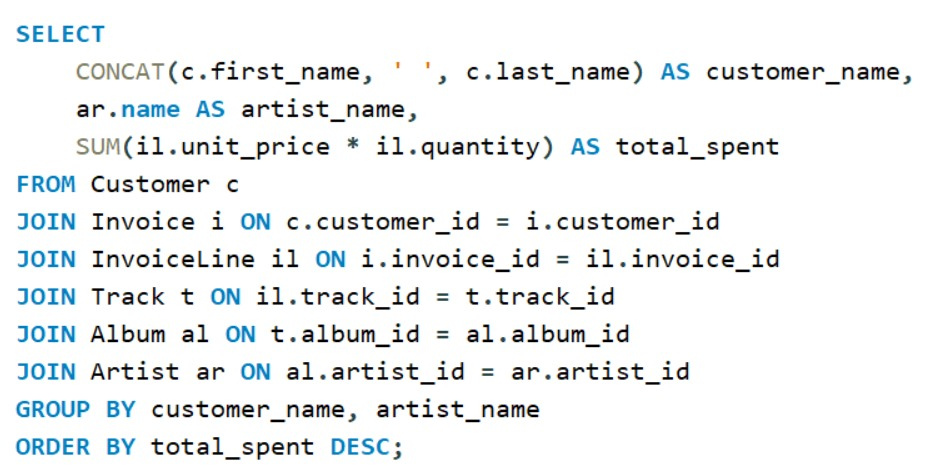 SELECT
    CONCAT(c.first_name, ' ', c.last_name) AS customer_name,
    ar.name AS artist_name,
    SUM(il.unit_price * il.quantity) AS total_spent
FROM Customer c
JOIN Invoice i ON c.customer_id = i.customer_id
JOIN InvoiceLine il ON i.invoice_id = il.invoice_id
JOIN Track t ON il.track_id = t.track_id
JOIN Album al ON t.album_id = al.album_id
JOIN Artist ar ON al.artist_id = ar.artist_id
GROUP BY customer_name, artist_name
ORDER BY total_spent DESC;